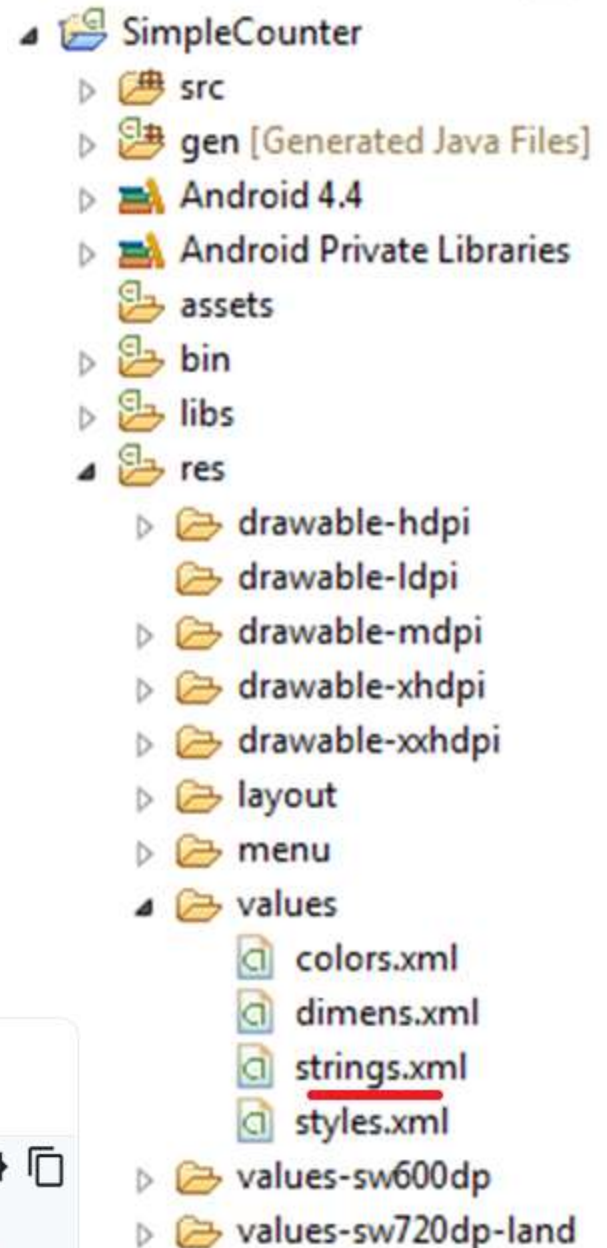 SimpleCounter
src
gen [Generated Java Files]
Android 4.4
Android Private Libraries
assets
bin
libs
res
drawable-hdpi
drawable-ldpi
drawable-mdpi
drawable-xhdpi
drawable-xxhdpi
layout
menu
values
colors.xml
dimens.xml
strings.xml
styles.xml
values-sw600dp
values-sw720dp-land